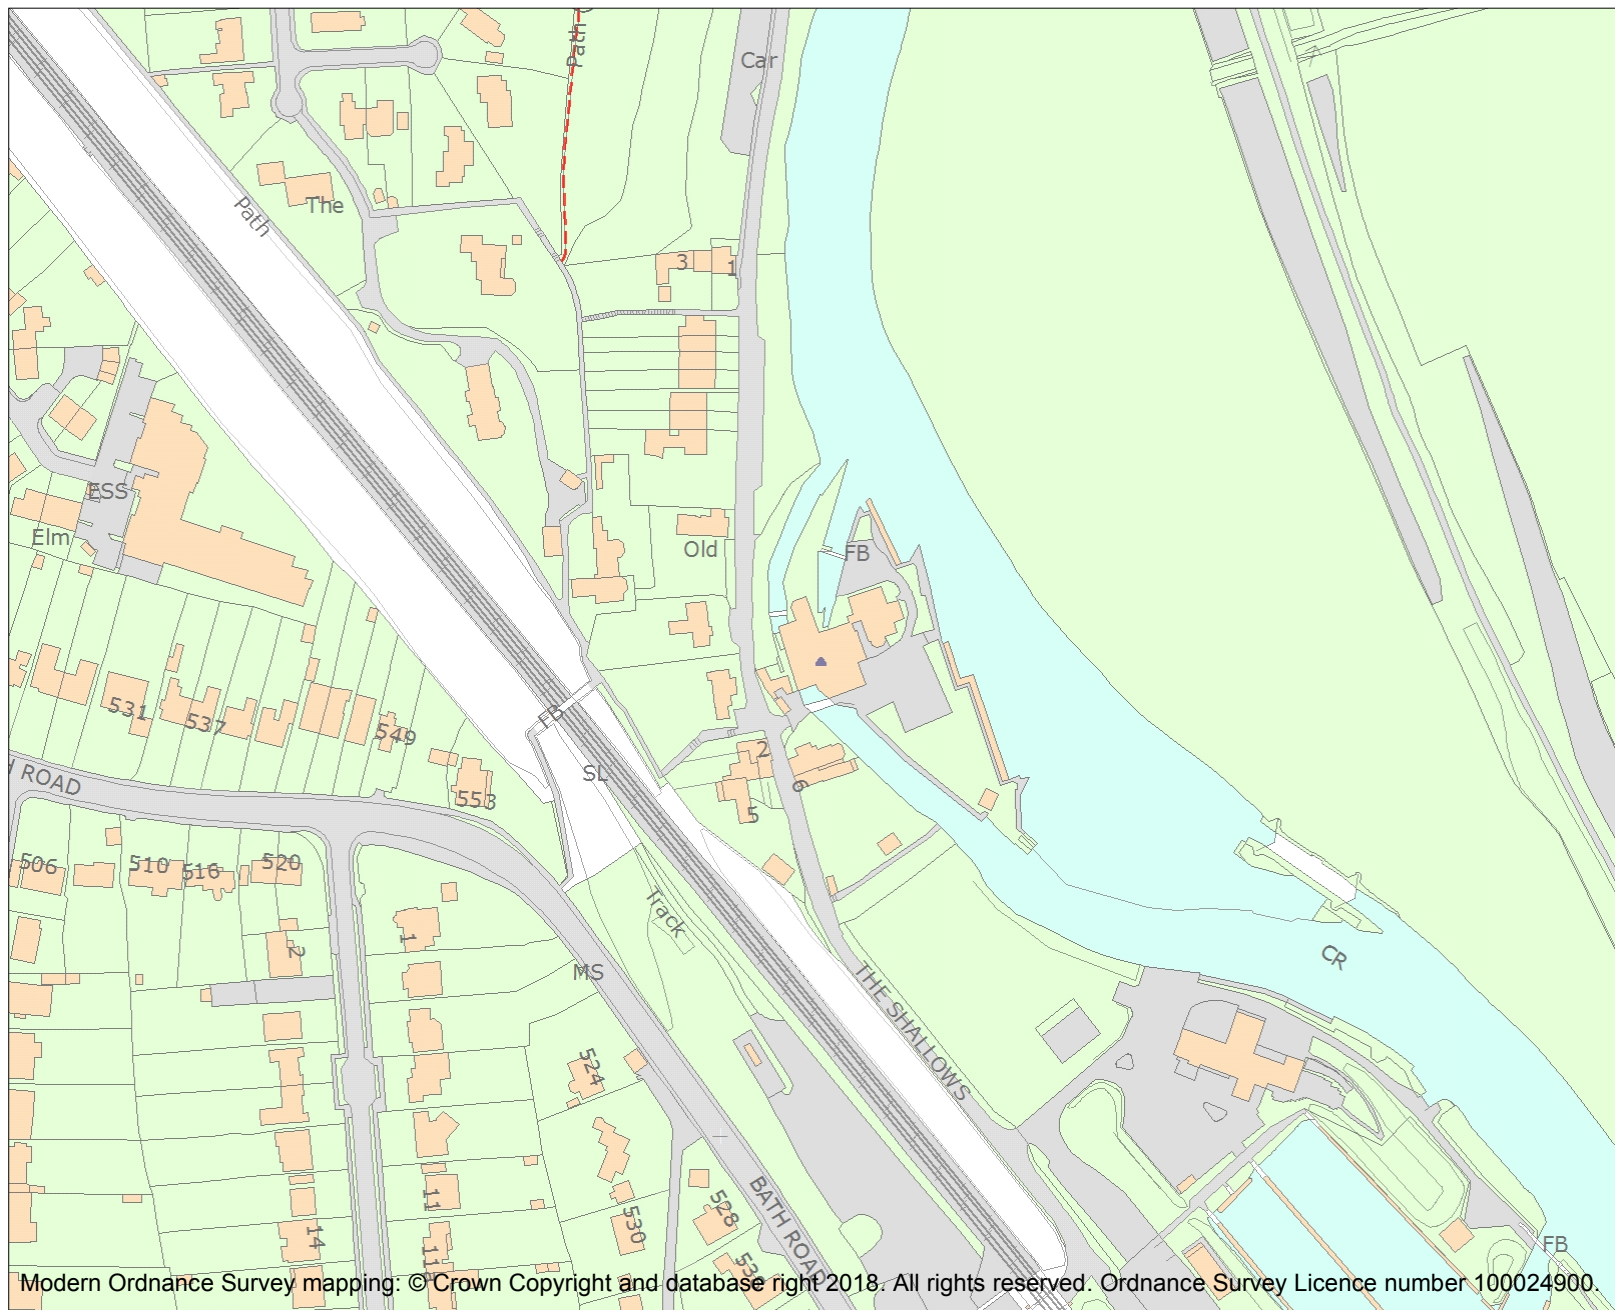 Path
Car
Path
The
3
1
ESS
Elm
Old
FB
531
537
549
FB
SL
2
6
5
553
H ROAD
506
510
516
520
Track
1
2
MS
CR
THE SHALLOWS
524
11
14
528
530
BATH ROAD
FB
Modern Ordnance Survey mapping: © Crown Copyright and database right 2018. All rights reserved. Ordnance Survey Licence number 100024900.